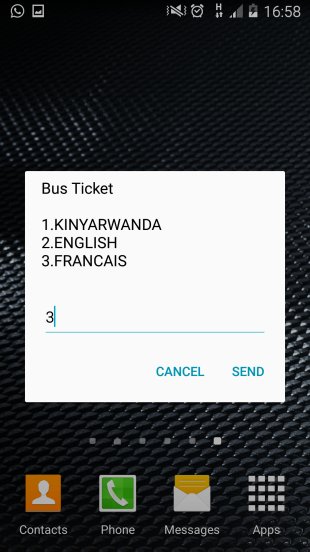 H
16:58
Bus Ticket
1.KINYARWANDA
2.ENGLISH
3.FRANCAIS
3
CANCEL SEND
Contacts Phone Messages Apps